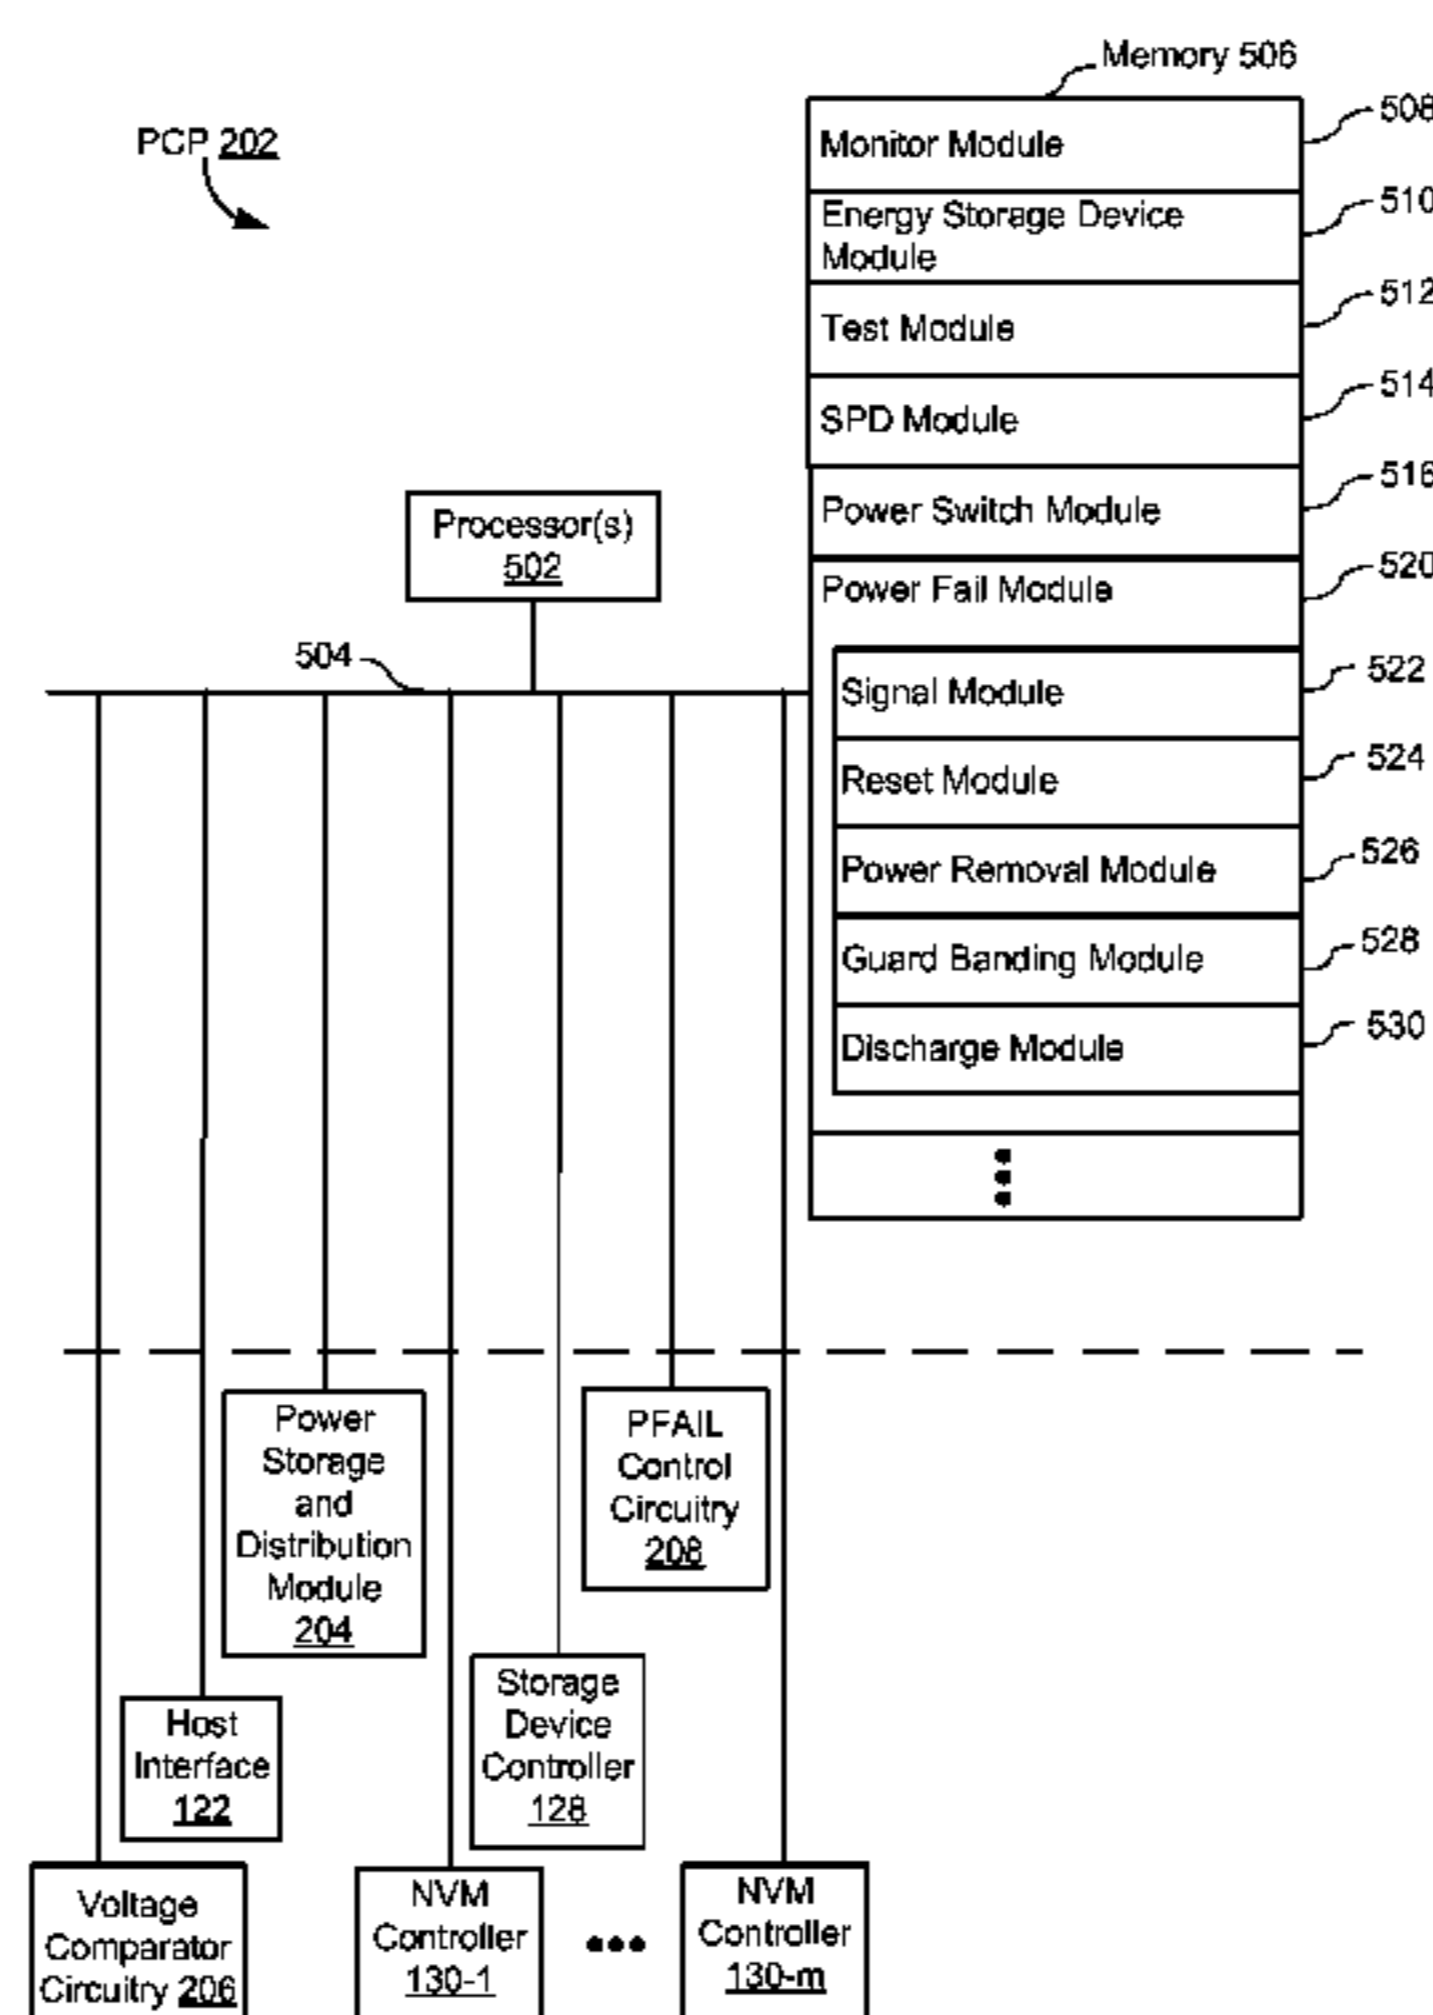 Memory 506
PCP 202
Monitor Module
508
Energy Storage Device
Module
510
Test Module
512
SPD Module
514
Power Switch Module
516
Power Fail Module
520
Signal Module
522
Reset Module
524
Power Removal Module
526
Guard Banding Module
528
Discharge Module
530
Processor(s)
502
504
Power
Storage
and
Distribution
Module
204
PFAIL
Control
Circuitry
208
Host
Interface
122
Storage
Device
Controller
128
Voltage
Comparator
Circuitry 206
NVM
Controller
130-1
NVM
Controller
130-m